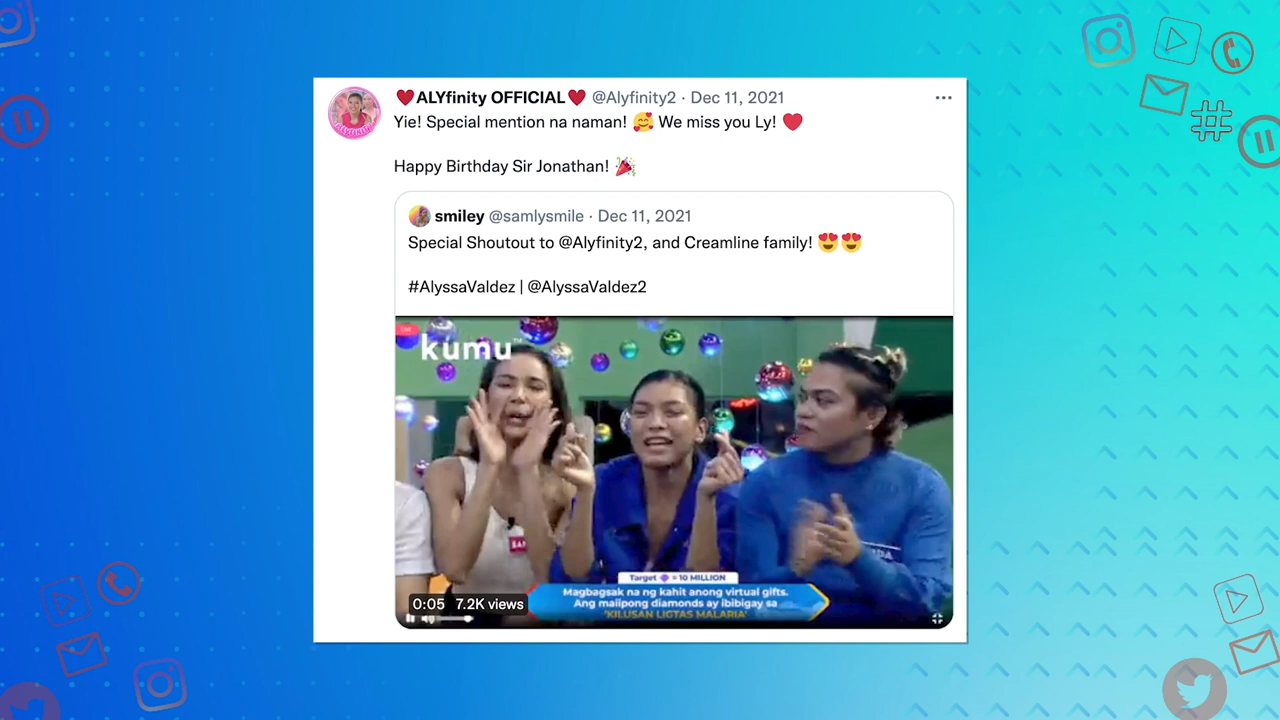 ❤️ALYfinity OFFICIAL❤️ @Alyfinity2 · Dec 11, 2021
Yie! Special mention na naman! 🥰 We miss you Ly! ❤️
Happy Birthday Sir Jonathan! 🎉
smiley @samlysmile · Dec 11, 2021
Special Shoutout to @Alyfinity2, and Creamline family! 😍😍
#AlyssaValdez | @AlyssaValdez2
kumu
Target = 10 MILLION
Magbagsak na ng kahit anong virtual gifts.
Ang maiipong diamonds ay ibibigay sa
'KILUSAN LIGTAS MALARIA'
0:05 7.2K views